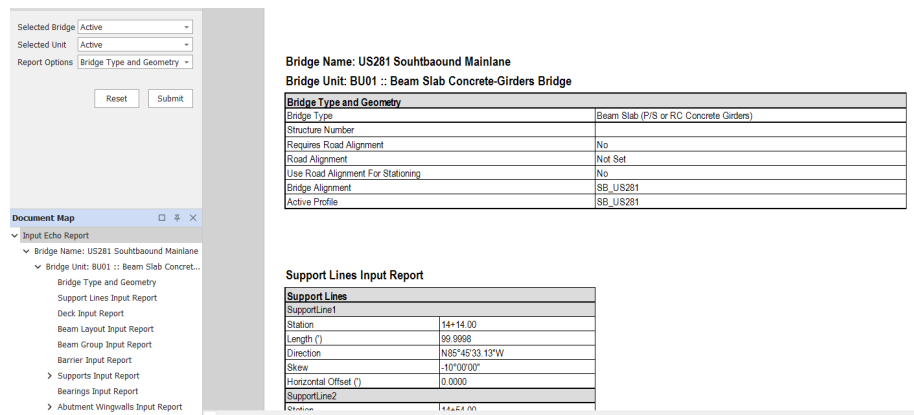 Selected Bridge Active
Selected Unit Active
Report Options Bridge Type and Geometry
Reset Submit
Document Map
Input Echo Report
Bridge Name: US281 Souhtbaound Mainlane
Bridge Unit: BU01 :: Beam Slab Concret...
Bridge Type and Geometry
Support Lines Input Report
Deck Input Report
Beam Layout Input Report
Beam Group Input Report
Barrier Input Report
Supports Input Report
Bearings Input Report
Abutment Wingwalls Input Report
Bridge Name: US281 Souhtbaound Mainlane
Bridge Unit: BU01 :: Beam Slab Concrete-Girders Bridge
Bridge Type and Geometry
Bridge Type Beam Slab (P/S or RC Concrete Girders)
Structure Number
Requires Road Alignment No
Road Alignment Not Set
Use Road Alignment For Stationing No
Bridge Alignment SB_US281
Active Profile SB_US281
Support Lines Input Report
Support Lines
SupportLine1
Station 14+14.00
Length (') 99.9998
Direction N85°45'33.13"W
Skew -10°00'00"
Horizontal Offset (') 0.0000
SupportLine2
Station 14+54.00